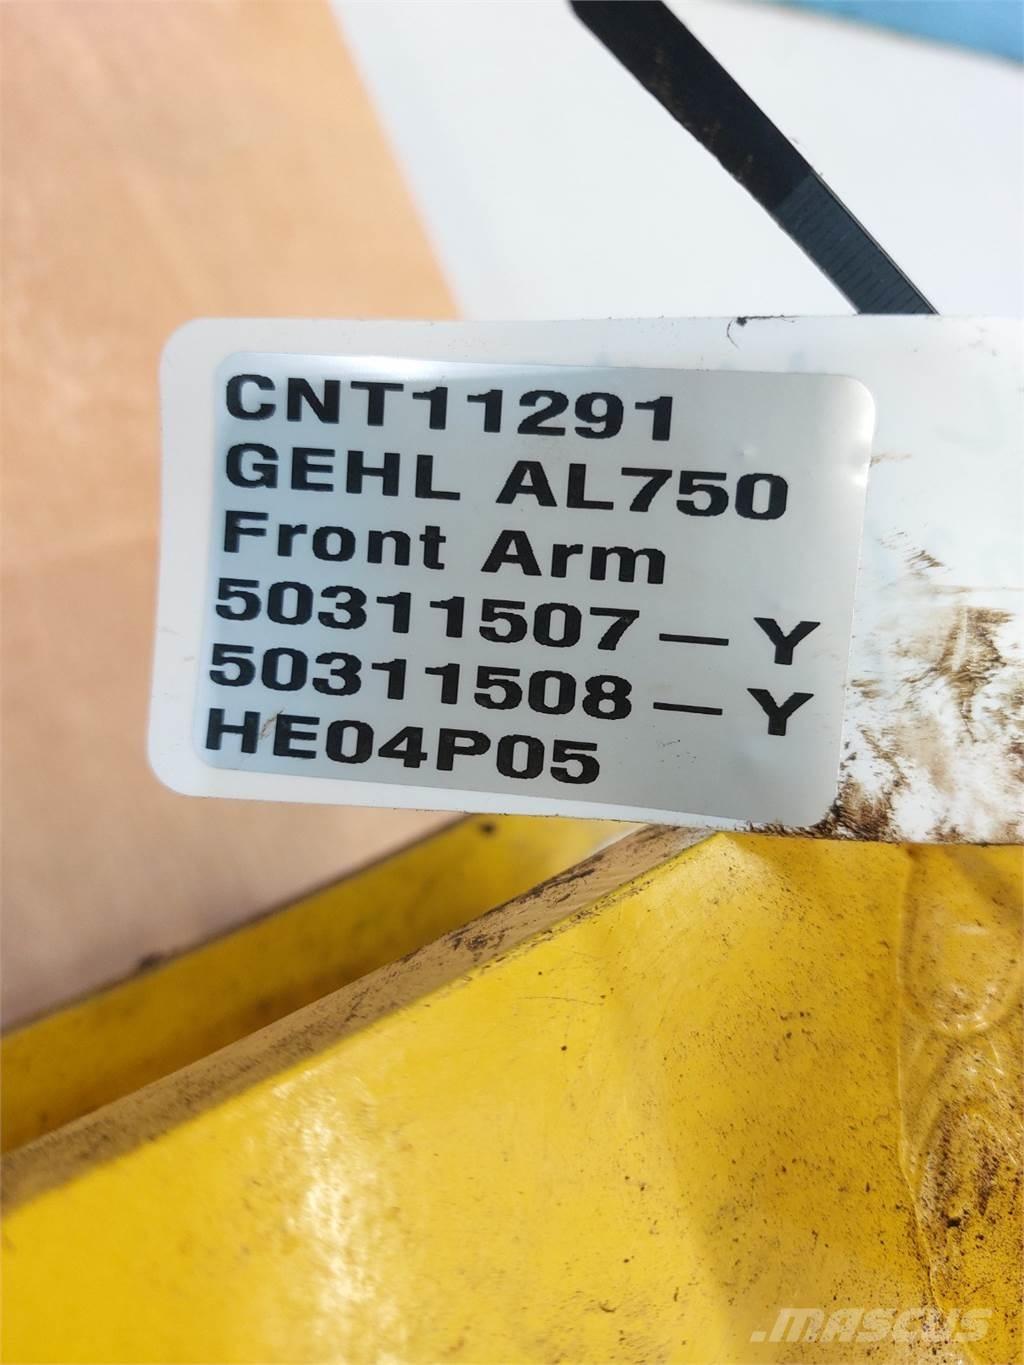 CNT11291
GEHL AL750
Front Arm
50311507-Y
50311508-Y
HE04P05
MASCUS